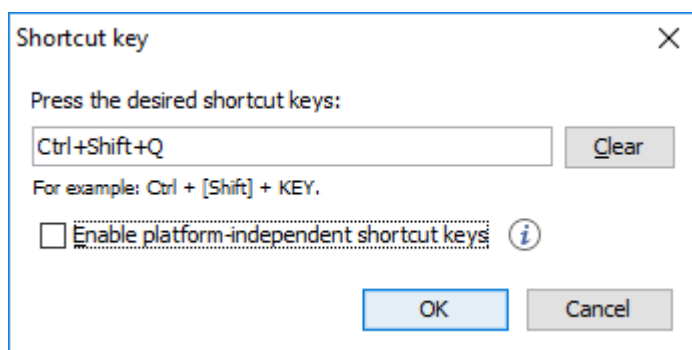 Shortcut key
Press the desired shortcut keys:
Ctrl+Shift+Q
Clear
For example: Ctrl + [Shift] + KEY.
Enable platform-independent shortcut keys
OK
Cancel